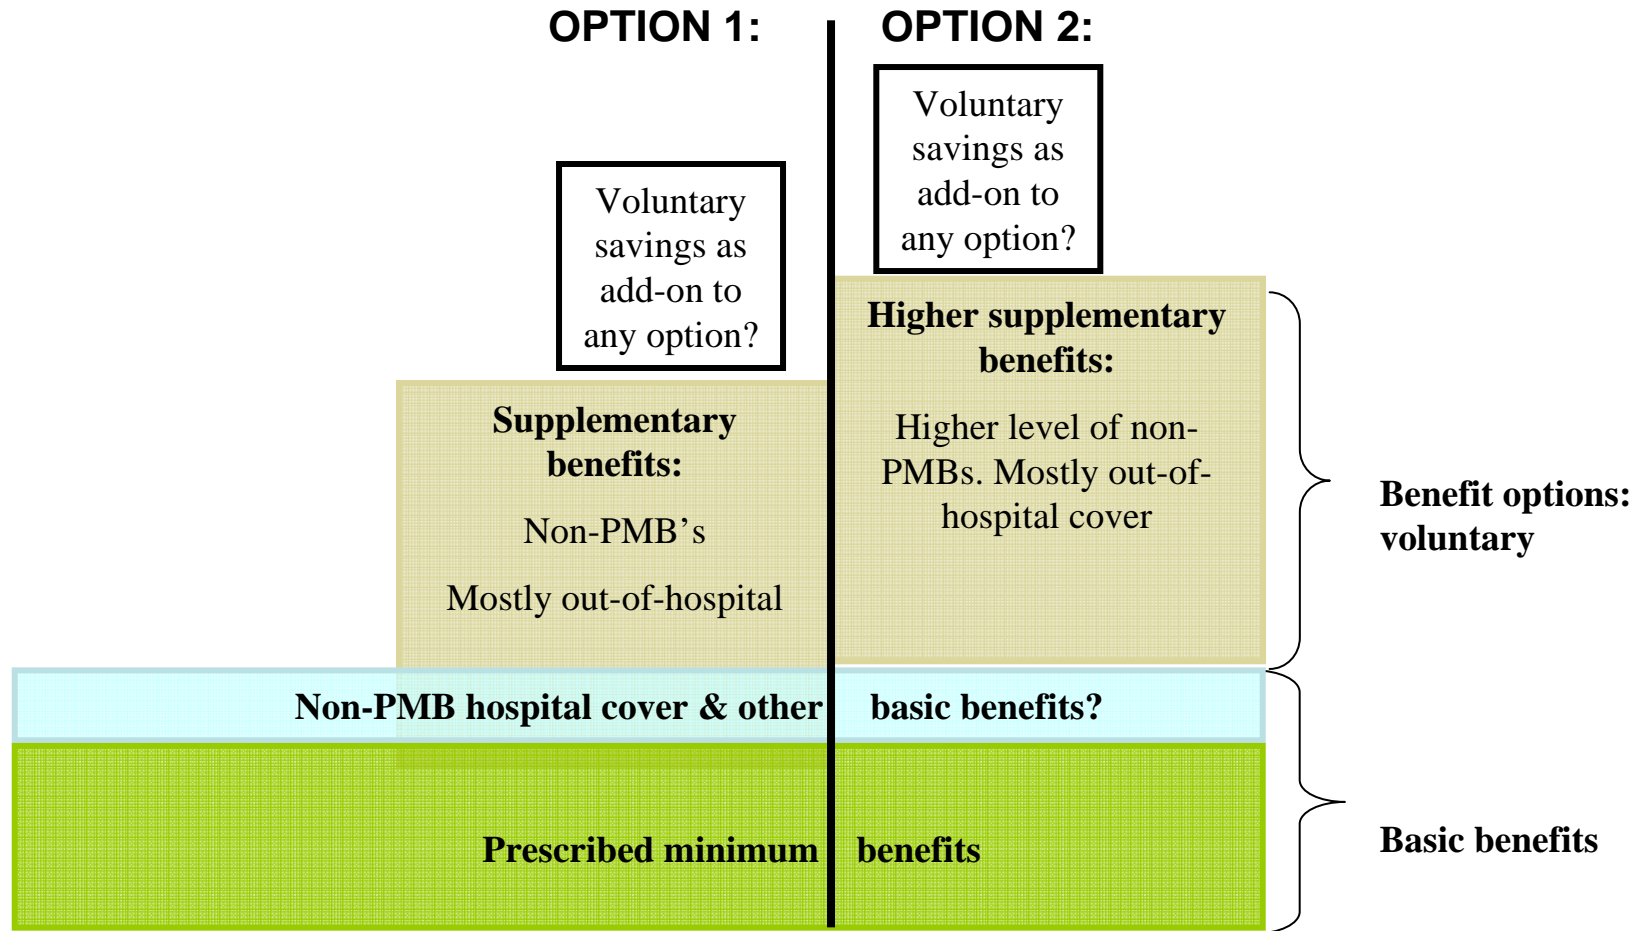 OPTION 1:
OPTION 2:
Voluntary
savings as
add-on to
any option?
Voluntary
savings as
add-on to
any option?
Supplementary
benefits:
Non-PMB’s
Mostly out-of-hospital
Higher supplementary
benefits:
Higher level of non-
PMBs. Mostly out-of-
hospital cover
Benefit options:
voluntary
Non-PMB hospital cover & other basic benefits?
Prescribed minimum benefits
Basic benefits